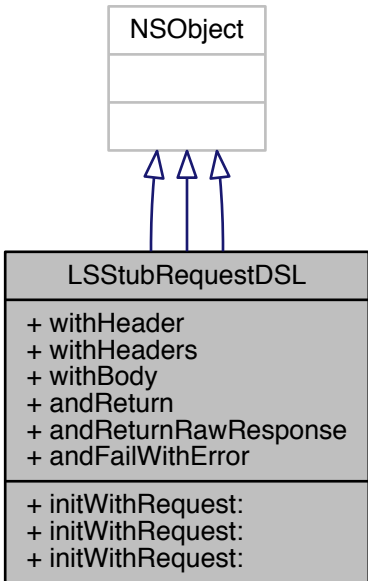 NSObject
LSStubRequestDSL
+ withHeader
+ withHeaders
+ withBody
+ andReturn
+ andReturnRawResponse
+ andFailWithError
+ initWithRequest:
+ initWithRequest:
+ initWithRequest: